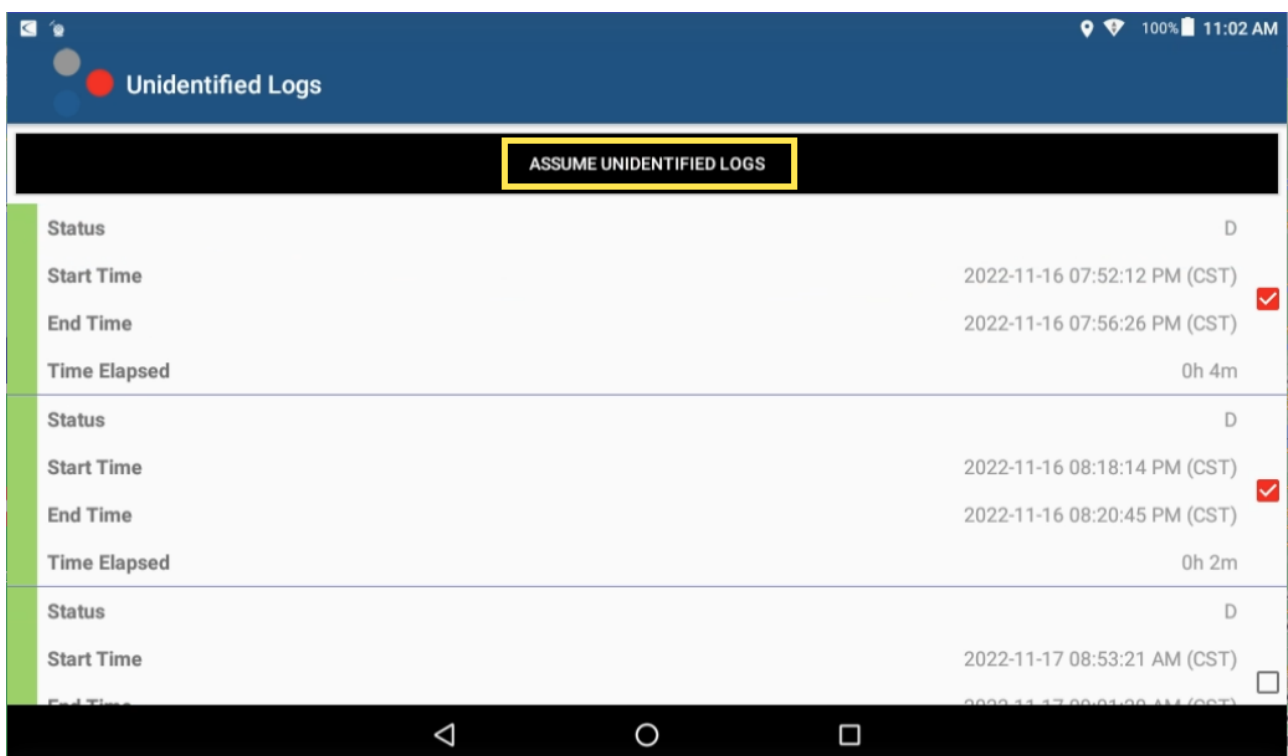 100% 11:02 AM
Unidentified Logs
ASSUME UNIDENTIFIED LOGS
Status D
Start Time 2022-11-16 07:52:12 PM (CST)
End Time 2022-11-16 07:56:26 PM (CST)
Time Elapsed 0h 4m
Status D
Start Time 2022-11-16 08:18:14 PM (CST)
End Time 2022-11-16 08:20:45 PM (CST)
Time Elapsed 0h 2m
Status D
Start Time 2022-11-17 08:53:21 AM (CST)
End Time